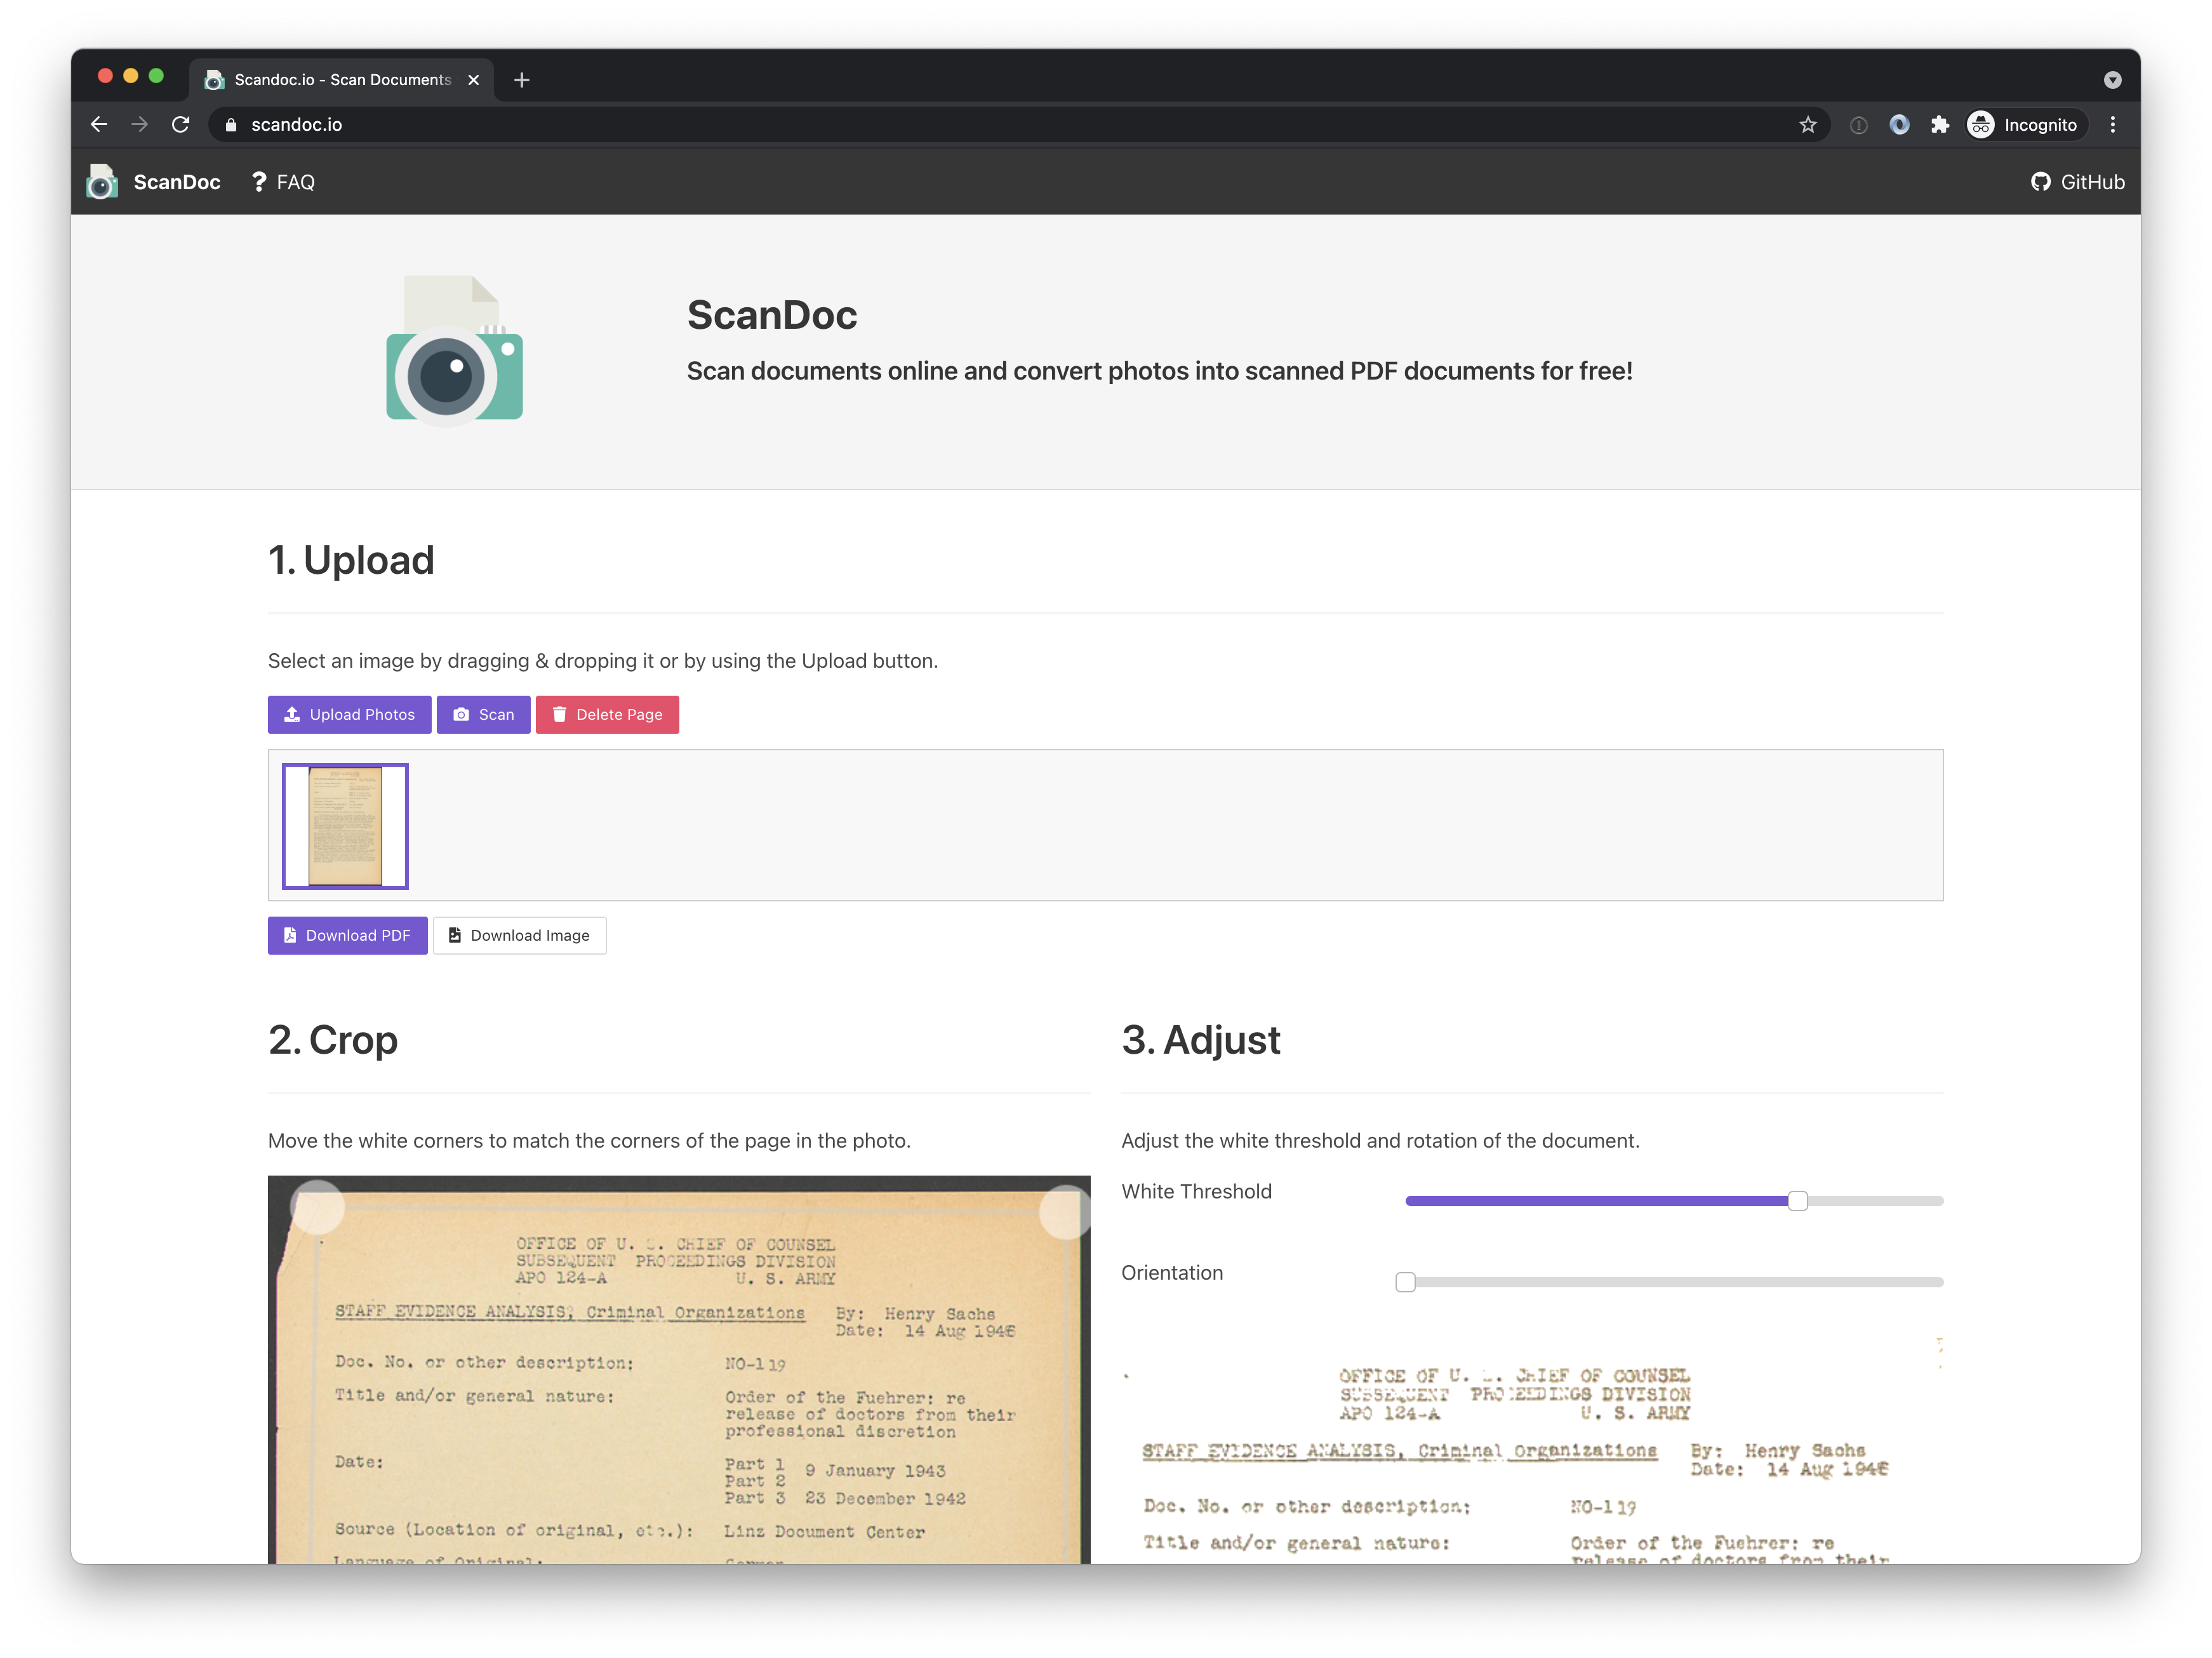 Scandoc.io - Scan Documents
scandoc.io
Incognito
ScanDoc
? FAQ
GitHub
ScanDoc
Scan documents online and convert photos into scanned PDF documents for free!
1. Upload
Select an image by dragging & dropping it or by using the Upload button.
Upload Photos
Scan
Delete Page
Download PDF
Download Image
2. Crop
Move the white corners to match the corners of the page in the photo.
OFFICE OF U. S. CHIEF OF COUNSEL
SUBSEQUENT PROCEEDINGS DIVISION
APO 124-A U. S. ARMY
STAFF EVIDENCE ANALYSIS, Criminal Organizations By: Henry Sachs
Date: 14 Aug 1946
Doc. No. or other description: NO-119
Title and/or general nature: Order of the Fuehrer: re
release of doctors from their
professional discretion
Date: Part 1 9 January 1943
Part 2
Part 3 23 December 1942
Source (Location of original, etc.): Linz Document Center
Language of Original: German
3. Adjust
Adjust the white threshold and rotation of the document.
White Threshold
Orientation
OFFICE OF U. S. CHIEF OF COUNSEL
SUBSEQUENT PROCEEDINGS DIVISION
APO 124-A U. S. ARMY
STAFF EVIDENCE ANALYSIS, Criminal Organizations By: Henry Sachs
Date: 14 Aug 1946
Doc. No. or other description: NO-119
Title and/or general nature: Order of the Fuehrer: re
release of doctors from their